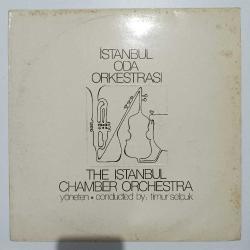 İSTANBUL
ODA
ORKESTRASI
THE ISTANBUL
CHAMBER ORCHESTRA
yöneten • conducted by: timur selçuk